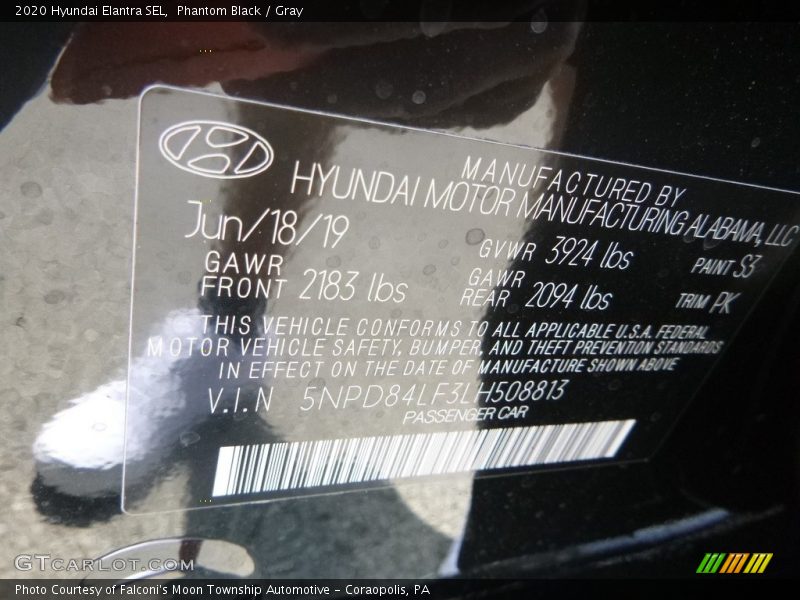 2020 Hyundai Elantra SEL,  Phantom Black / Gray
MANUFACTURED BY
HYUNDAI MOTOR MANUFACTURING ALABAMA, LLC
Jun/18/19
GVWR 3924 lbs
PAINT S3
GAWR
FRONT 2183 lbs
GAWR
REAR 2094 lbs
TRIM PK
THIS VEHICLE CONFORMS TO ALL APPLICABLE U.S.A. FEDERAL
MOTOR VEHICLE SAFETY, BUMPER, AND THEFT PREVENTION STANDARDS
IN EFFECT ON THE DATE OF MANUFACTURE SHOWN ABOVE
V.I.N 5NPD84LF3LH508813
PASSENGER CAR
GTCARLOT.COM
Photo Courtesy of Falconi's Moon Township Automotive - Coraopolis, PA